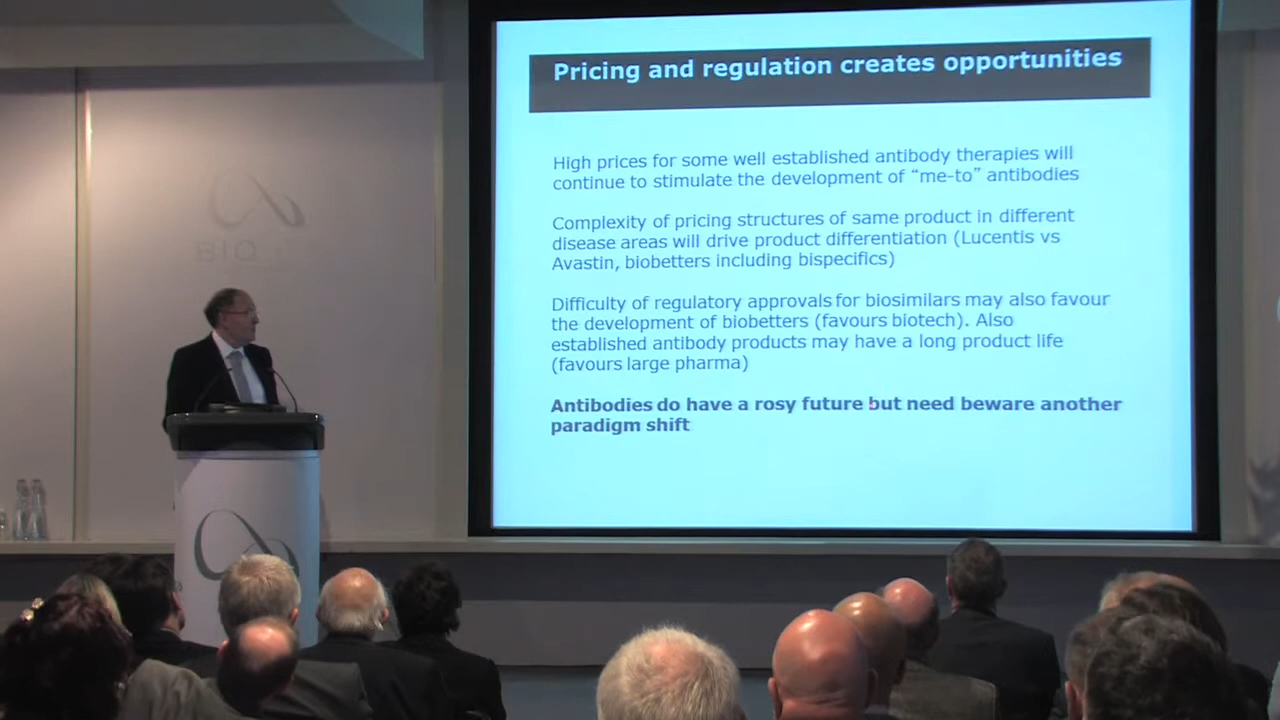 Pricing and regulation creates opportunities
High prices for some well established antibody therapies will
continue to stimulate the development of “me-to” antibodies
Complexity of pricing structures of same product in different
disease areas will drive product differentiation (Lucentis vs
Avastin, biobetters including bispecifics)
Difficulty of regulatory approvals for biosimilars may also favour
the development of biobetters (favours biotech). Also
established antibody products may have a long product life
(favours large pharma)
Antibodies do have a rosy future but need beware another
paradigm shift